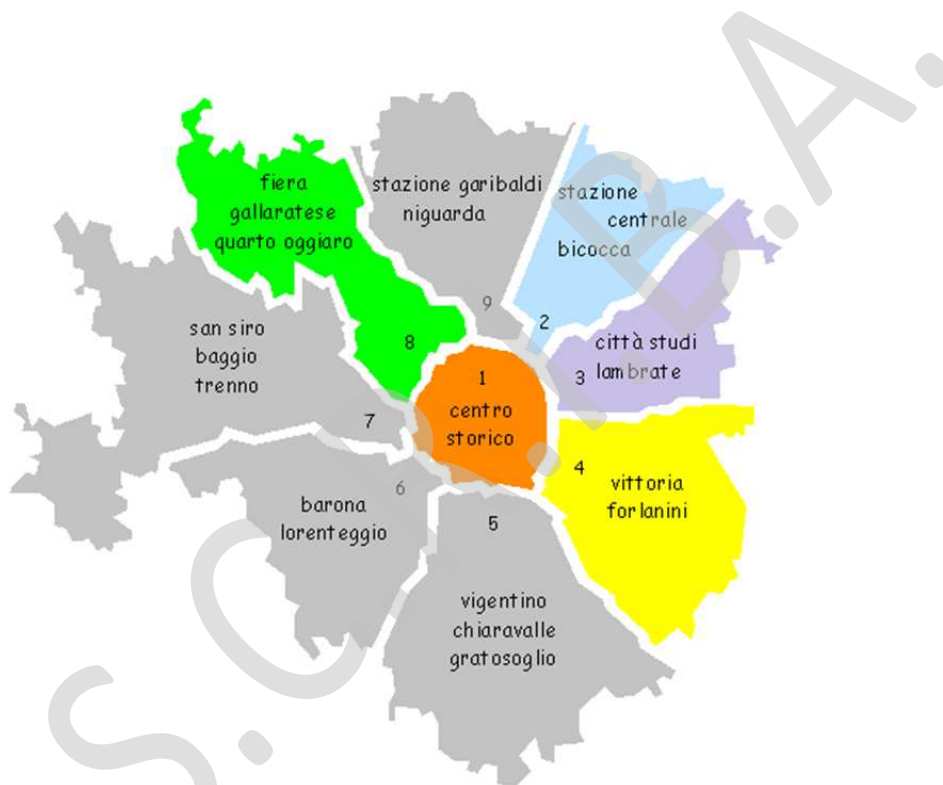 fiera
gallaratese
quarto oggiaro
8
stazione garibaldi
niguarda
9
stazione
centrale
bicocca
2
città studi
3
lambrate
san siro
baggio
trenno
7
1
centro
storico
4
vittoria
forlanini
barona
lorenteggio
6
5
vigentino
chiaravalle
gratosoglio
S.C.P.I.B.A.